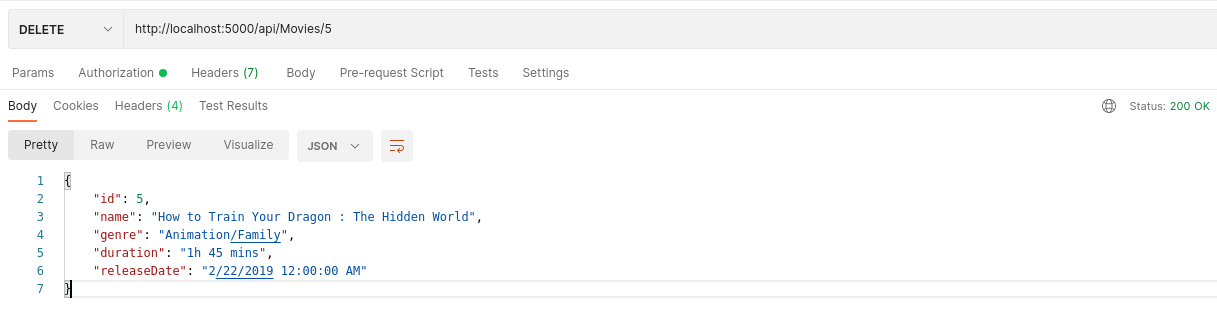 DELETE http://localhost:5000/api/Movies/5
Params Authorization Headers (7) Body Pre-request Script Tests Settings
Body Cookies Headers (4) Test Results Status: 200 OK
Pretty Raw Preview Visualize JSON
1 {
2 "id": 5,
3 "name": "How to Train Your Dragon : The Hidden World",
4 "genre": "Animation/Family",
5 "duration": "1h 45 mins",
6 "releaseDate": "2/22/2019 12:00:00 AM"
7 }